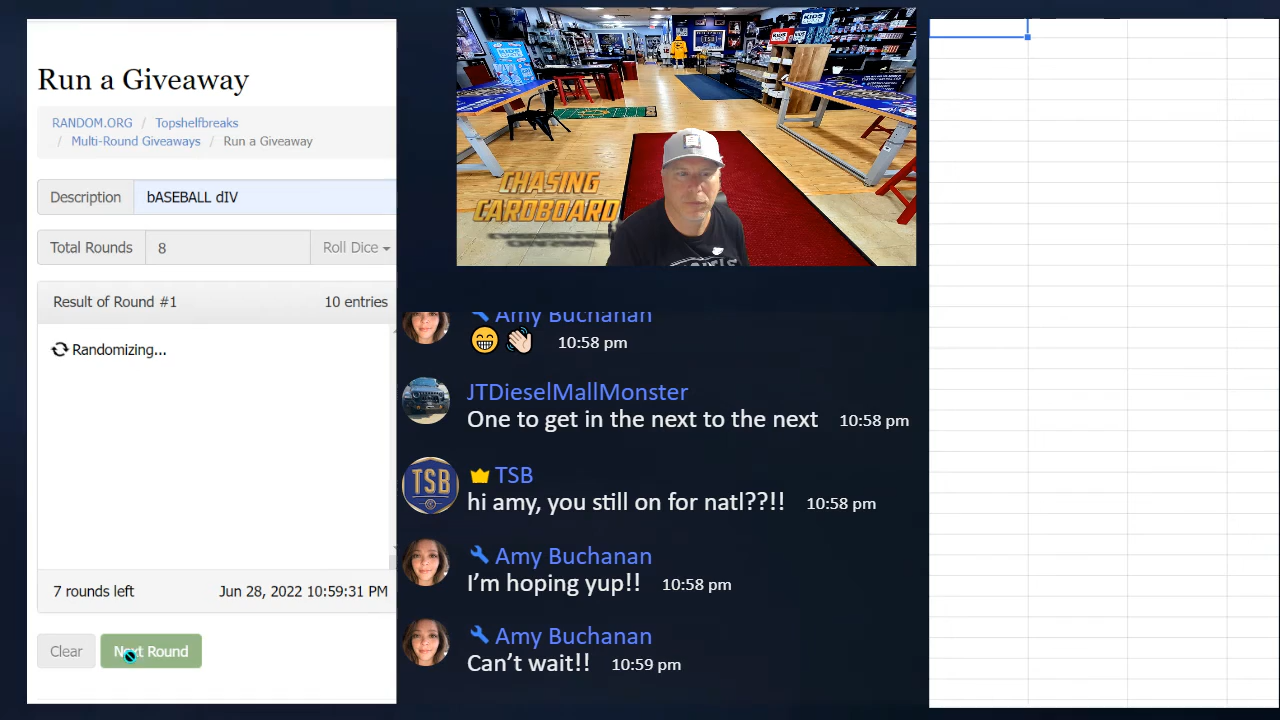 Run a Giveaway
RANDOM.ORG / Topshelfbreaks
/ Multi-Round Giveaways / Run a Giveaway
Description bASEBALL dIV
Total Rounds 8 Roll Dice
Result of Round #1 10 entries
Randomizing...
7 rounds left Jun 28, 2022 10:59:31 PM
Clear Next Round
CHASING
CARDBOARD
Amy Buchanan
😁 👋🏻 10:58 pm
JTDieselMallMonster
One to get in the next to the next 10:58 pm
TSB
TSB
hi amy, you still on for natl??!! 10:58 pm
Amy Buchanan
I'm hoping yup!! 10:58 pm
Amy Buchanan
Can't wait!! 10:59 pm